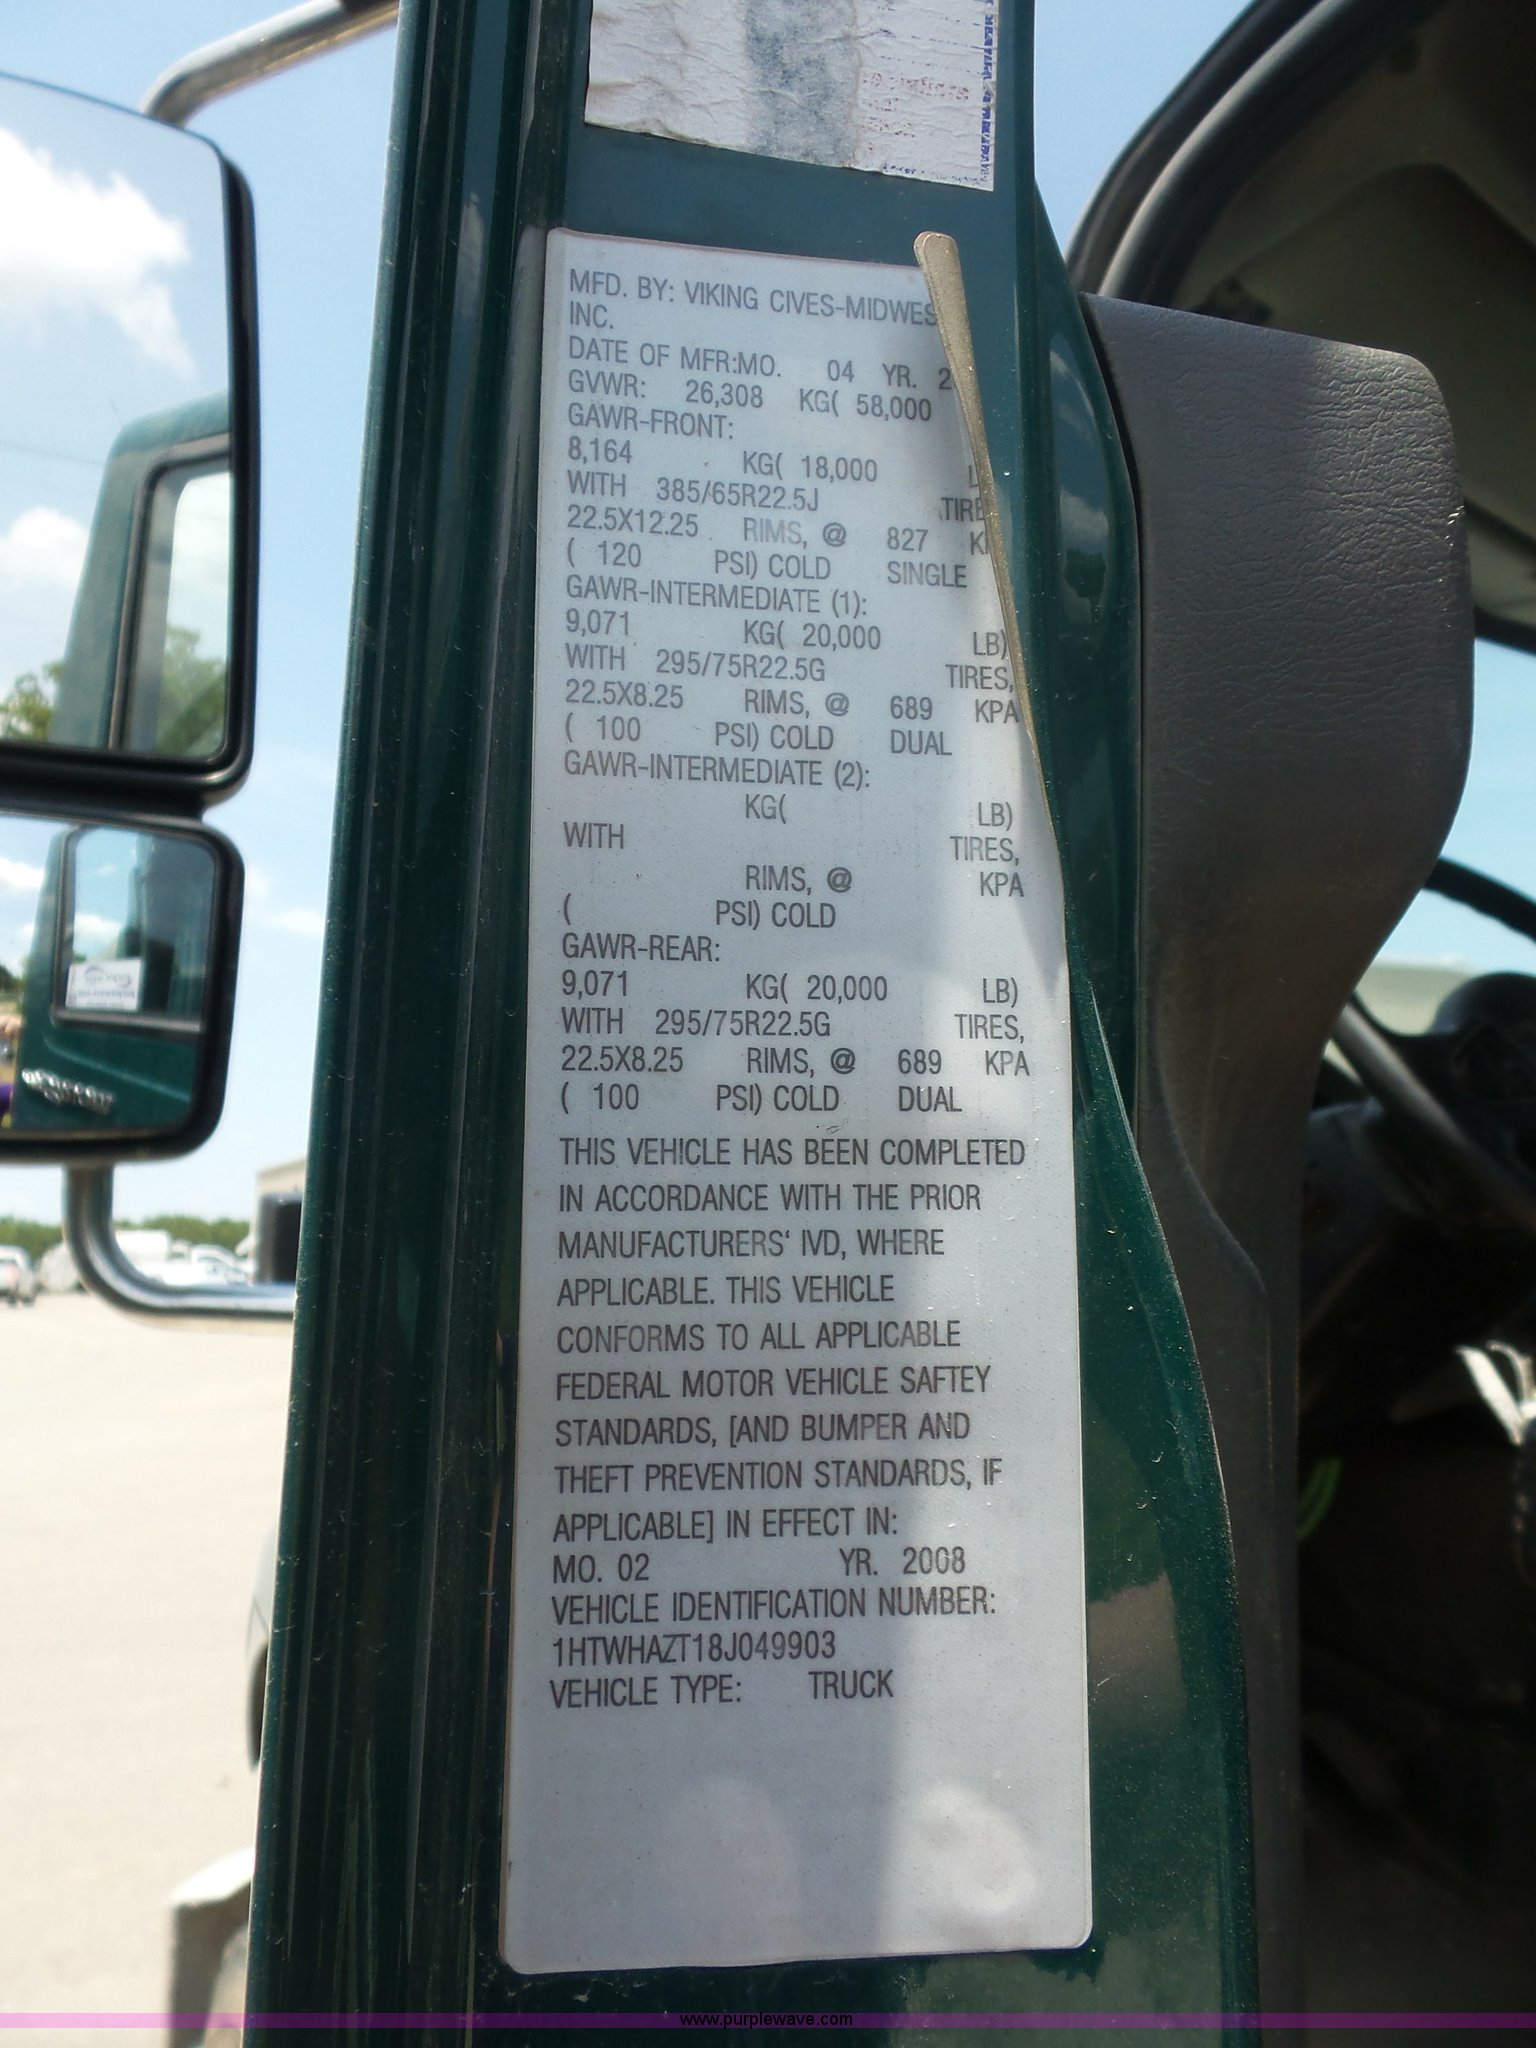 MFD. BY: VIKING CIVES-MIDWES
INC.
DATE OF MFR:MO. 04 YR. 2
GVWR: 26,308 KG( 58,000
GAWR-FRONT:
8,164 KG( 18,000 L
WITH 385/65R22.5J TIRE
22.5X12.25 RIMS, @ 827 K
( 120 PSI) COLD SINGLE
GAWR-INTERMEDIATE (1):
9,071 KG( 20,000 LB)
WITH 295/75R22.5G TIRES,
22.5X8.25 RIMS, @ 689 KPA
( 100 PSI) COLD DUAL
GAWR-INTERMEDIATE (2):
KG( LB)
WITH TIRES,
RIMS, @ KPA
( PSI) COLD
GAWR-REAR:
9,071 KG( 20,000 LB)
WITH 295/75R22.5G TIRES,
22.5X8.25 RIMS, @ 689 KPA
( 100 PSI) COLD DUAL
THIS VEHICLE HAS BEEN COMPLETED
IN ACCORDANCE WITH THE PRIOR
MANUFACTURERS' IVD, WHERE
APPLICABLE. THIS VEHICLE
CONFORMS TO ALL APPLICABLE
FEDERAL MOTOR VEHICLE SAFTEY
STANDARDS, [AND BUMPER AND
THEFT PREVENTION STANDARDS, IF
APPLICABLE] IN EFFECT IN:
MO. 02 YR. 2008
VEHICLE IDENTIFICATION NUMBER:
1HTWHAZT18J049903
VEHICLE TYPE: TRUCK
www.purplewave.com